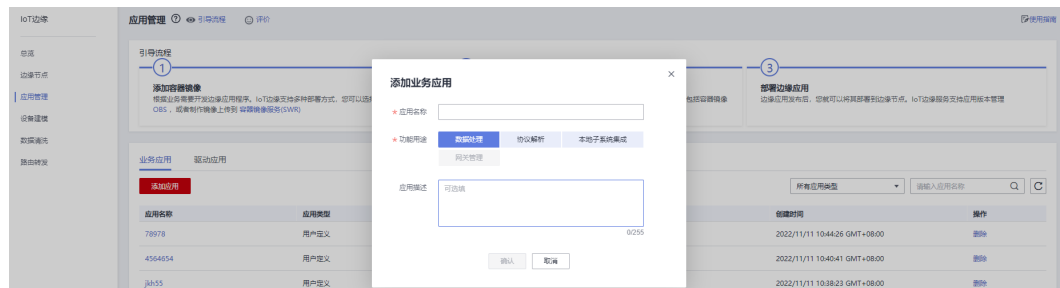 IoT边缘
总览
边缘节点
应用管理
设备建模
数据清洗
路由转发
应用管理 引导流程 评价 使用指南
引导流程
1
添加容器镜像
根据业务需要开发边缘应用程序。IoT边缘支持多种部署方式，您可以选
OBS，或者制作镜像上传到 容器镜像服务(SWR)
包括容器镜像
3
部署边缘应用
边缘应用发布后，您就可以将其部署到边缘节点。IoT边缘服务支持应用版本管理
业务应用 驱动应用
添加应用
所有应用类型 请输入应用名称
应用名称 应用类型 创建时间 操作
78978 用户定义 2022/11/11 10:44:26 GMT+08:00 删除
4564654 用户定义 2022/11/11 10:40:41 GMT+08:00 删除
jkh55 用户定义 2022/11/11 10:38:23 GMT+08:00 删除
添加业务应用
* 应用名称
* 功能用途 数据处理 协议解析 本地子系统集成
网关管理
应用描述 可选填
0/255
确认 取消